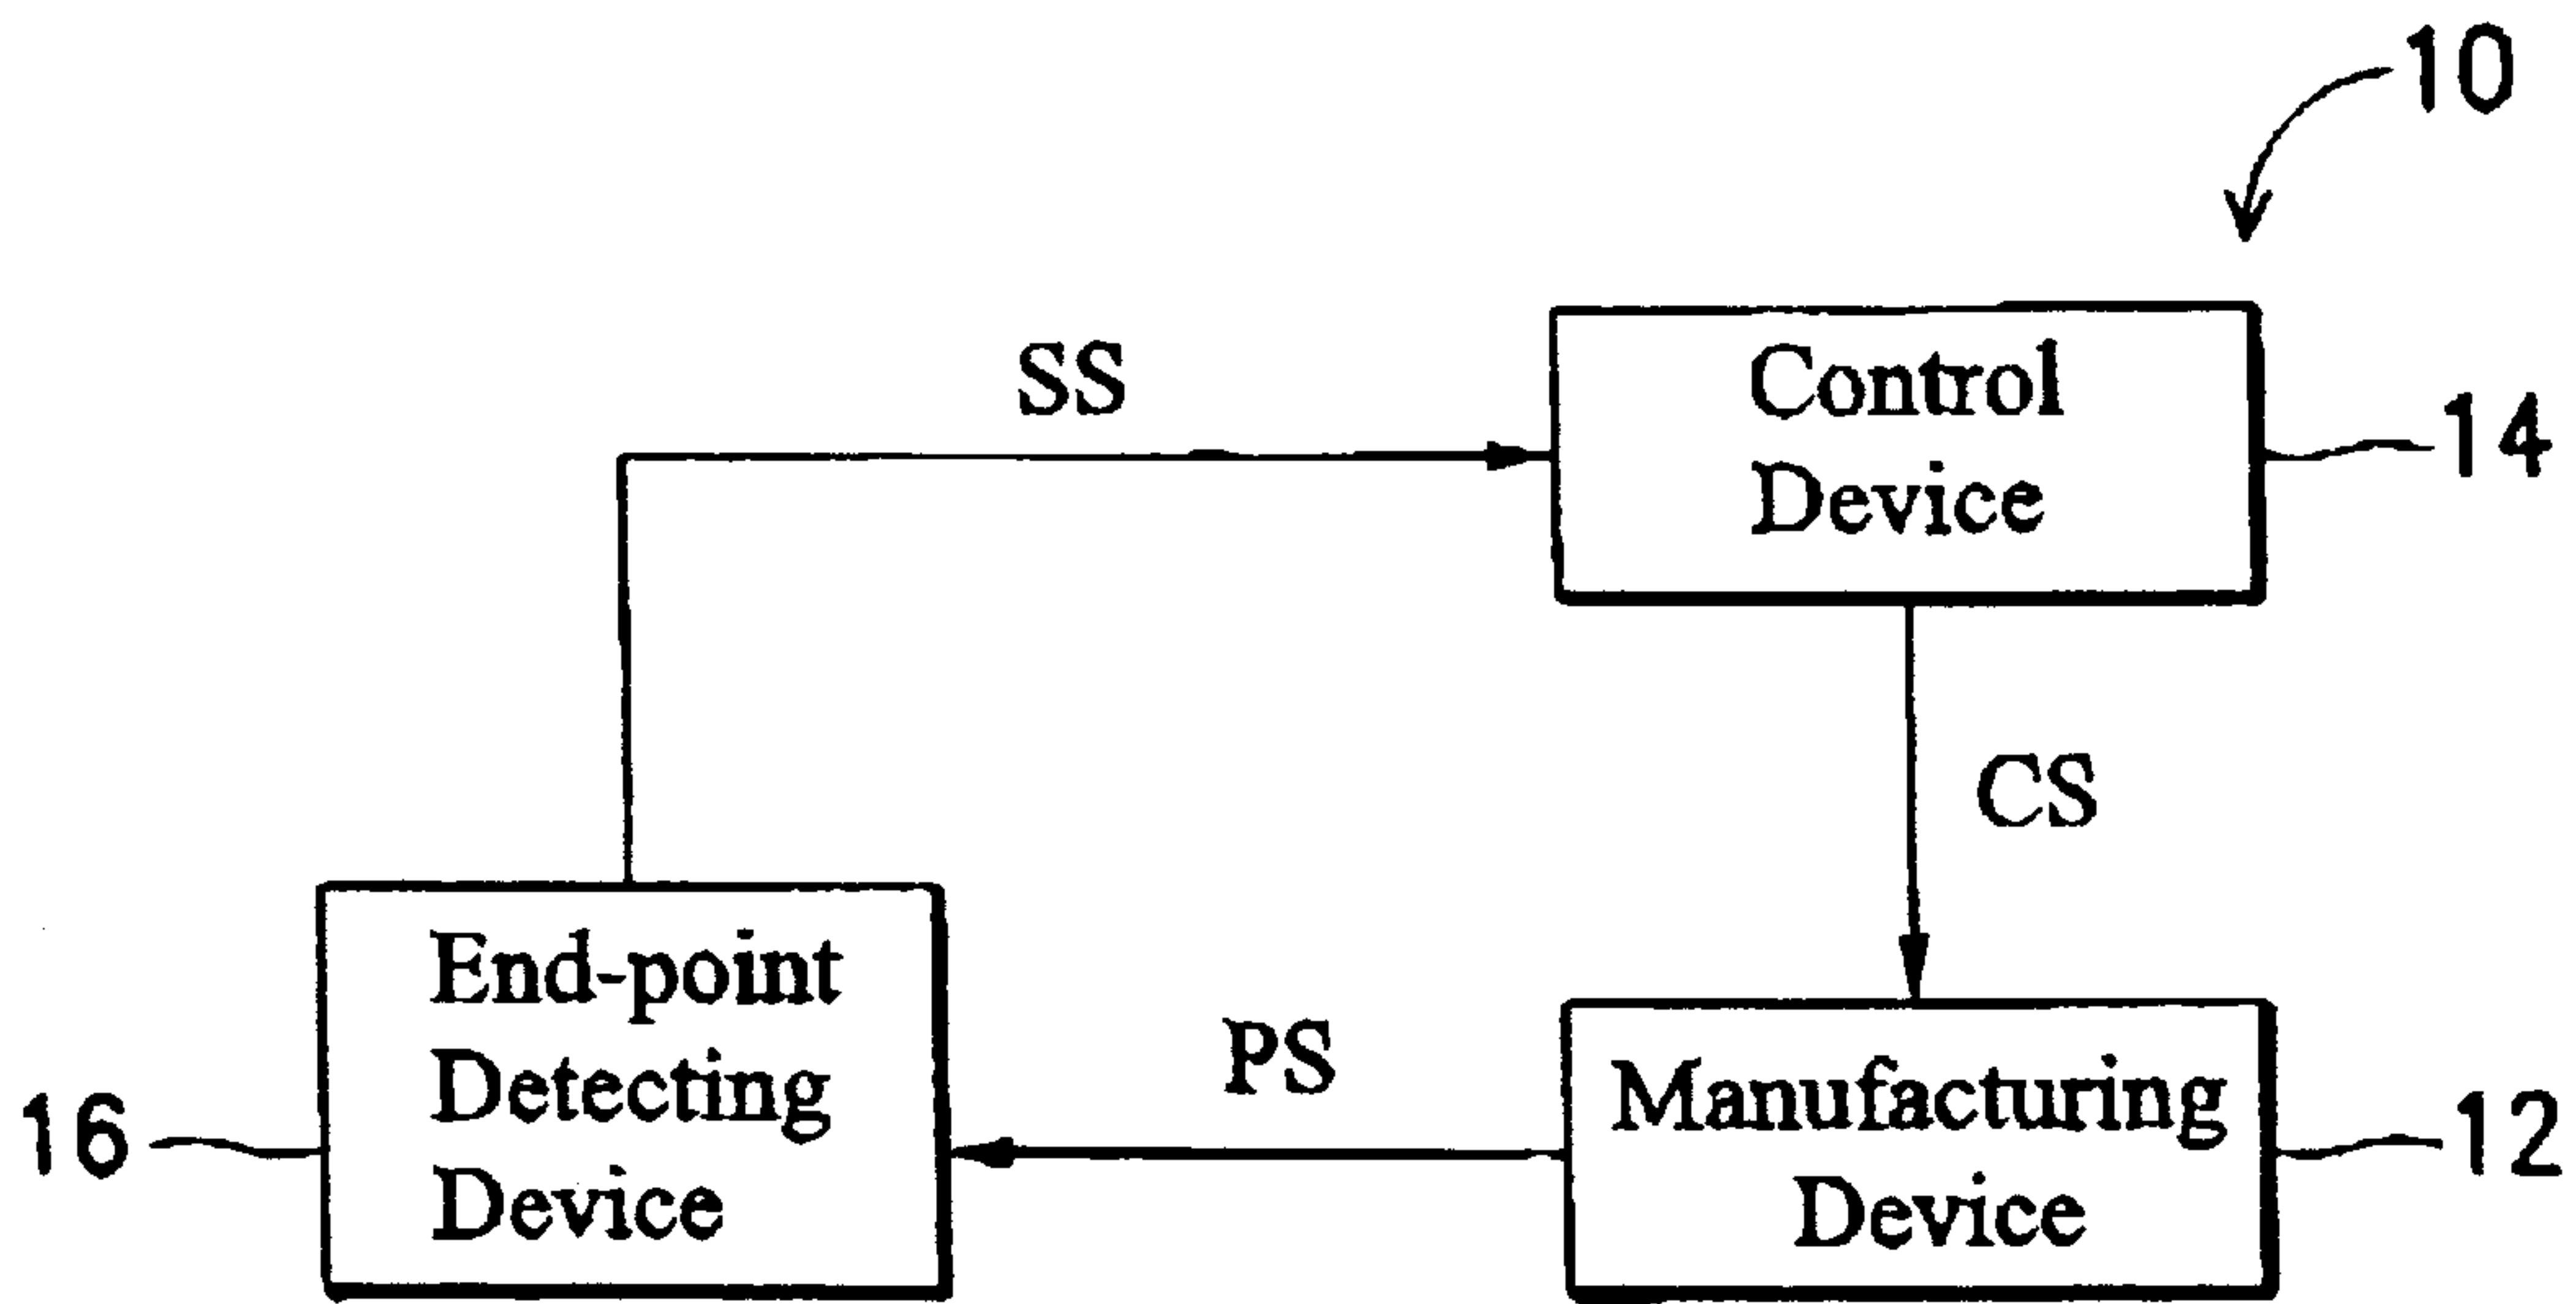 10
SS
Control
Device
14
CS
End-point
Detecting
Device
16
PS
Manufacturing
Device
12